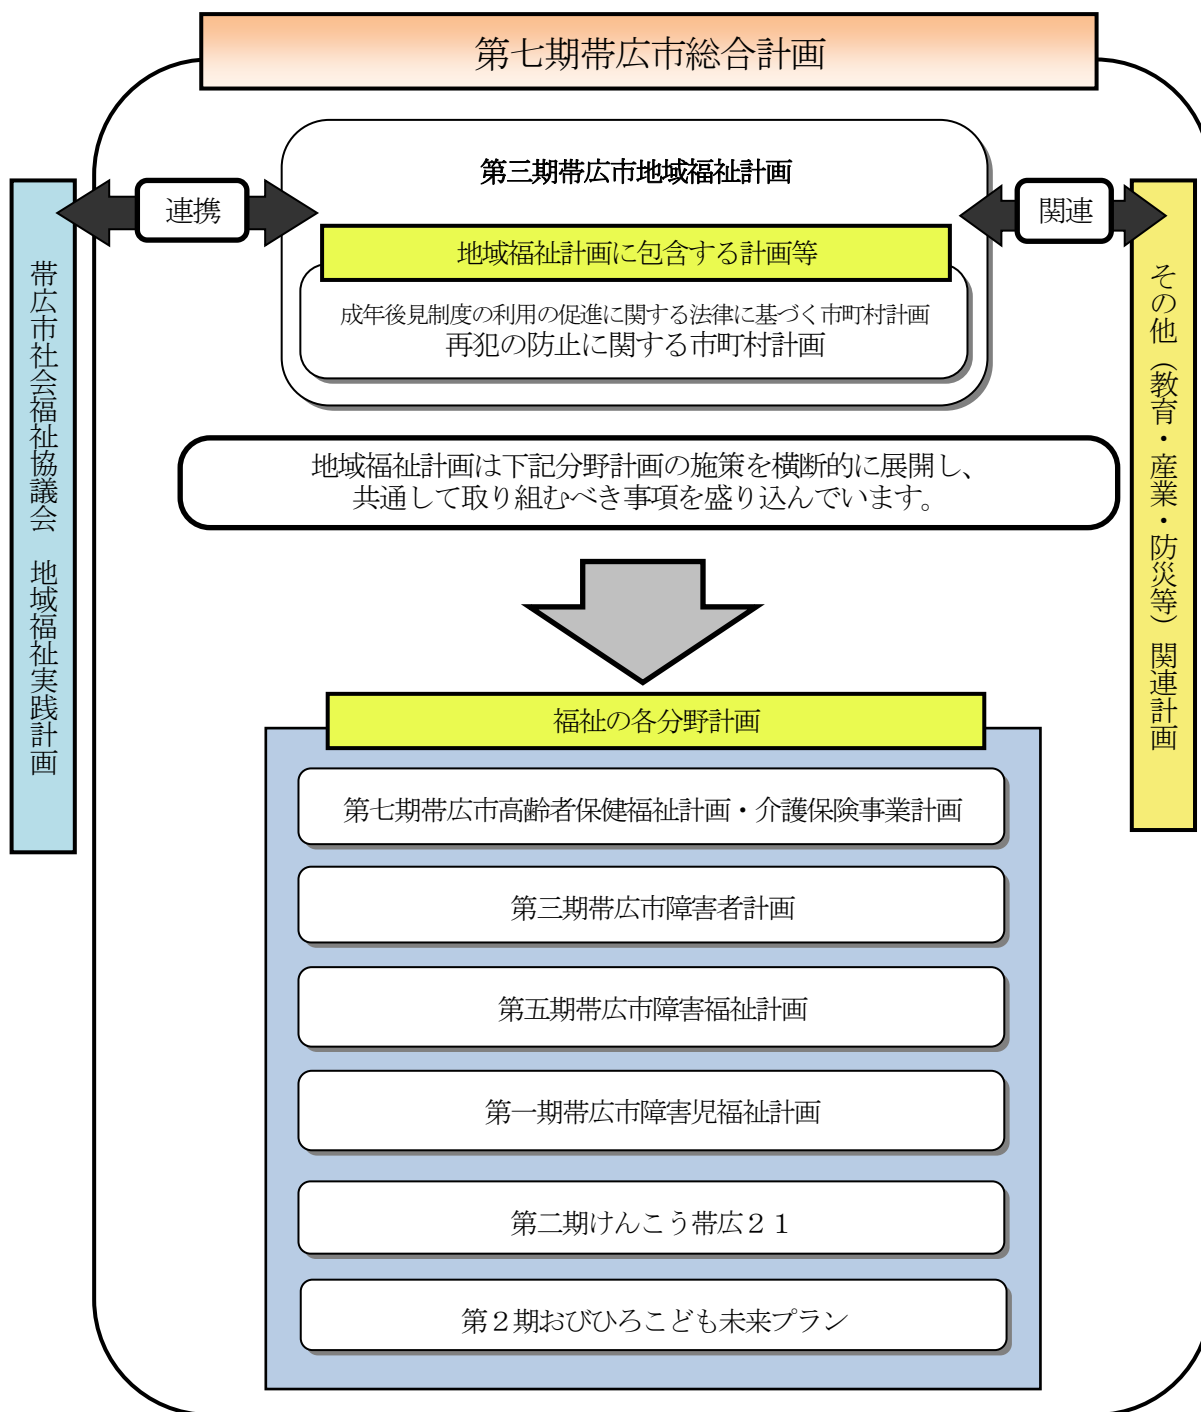 第七期帯広市総合計画
第三期帯広市地域福祉計画
連携
関連
地域福祉計画に包含する計画等
成年後見制度の利用の促進に関する法律に基づく市町村計画
再犯の防止に関する市町村計画
帯広市社会福祉協議会　地域福祉実践計画
その他（教育・産業・防災等）関連計画
地域福祉計画は下記分野計画の施策を横断的に展開し、
共通して取り組むべき事項を盛り込んでいます。
福祉の各分野計画
第七期帯広市高齢者保健福祉計画・介護保険事業計画
第三期帯広市障害者計画
第五期帯広市障害福祉計画
第一期帯広市障害児福祉計画
第二期けんこう帯広２１
第２期おびひろこども未来プラン